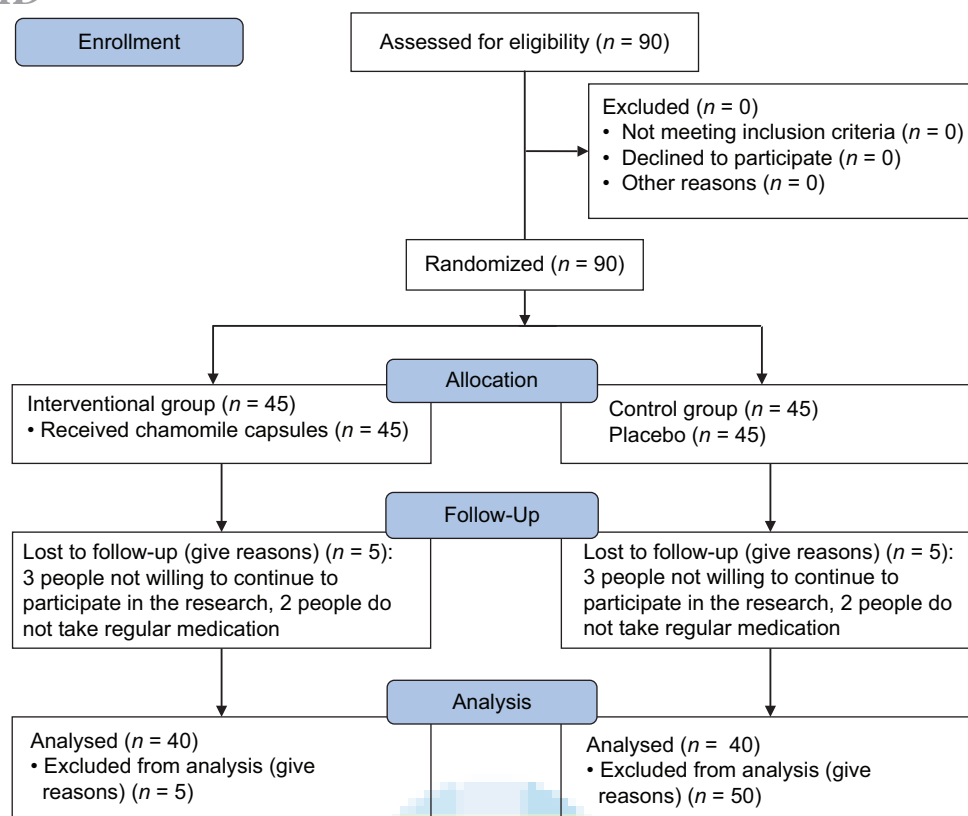 Enrollment
Assessed for eligibility (n = 90)
Excluded (n = 0)
• Not meeting inclusion criteria (n = 0)
• Declined to participate (n = 0)
• Other reasons (n = 0)
Randomized (n = 90)
Allocation
Interventional group (n = 45)
• Received chamomile capsules (n = 45)
Control group (n = 45)
Placebo (n = 45)
Follow-Up
Lost to follow-up (give reasons) (n = 5):
3 people not willing to continue to
participate in the research, 2 people do
not take regular medication
Lost to follow-up (give reasons) (n = 5):
3 people not willing to continue to
participate in the research, 2 people do
not take regular medication
Analysis
Analysed (n = 40)
• Excluded from analysis (give
reasons) (n = 5)
Analysed (n = 40)
• Excluded from analysis (give
reasons) (n = 50)